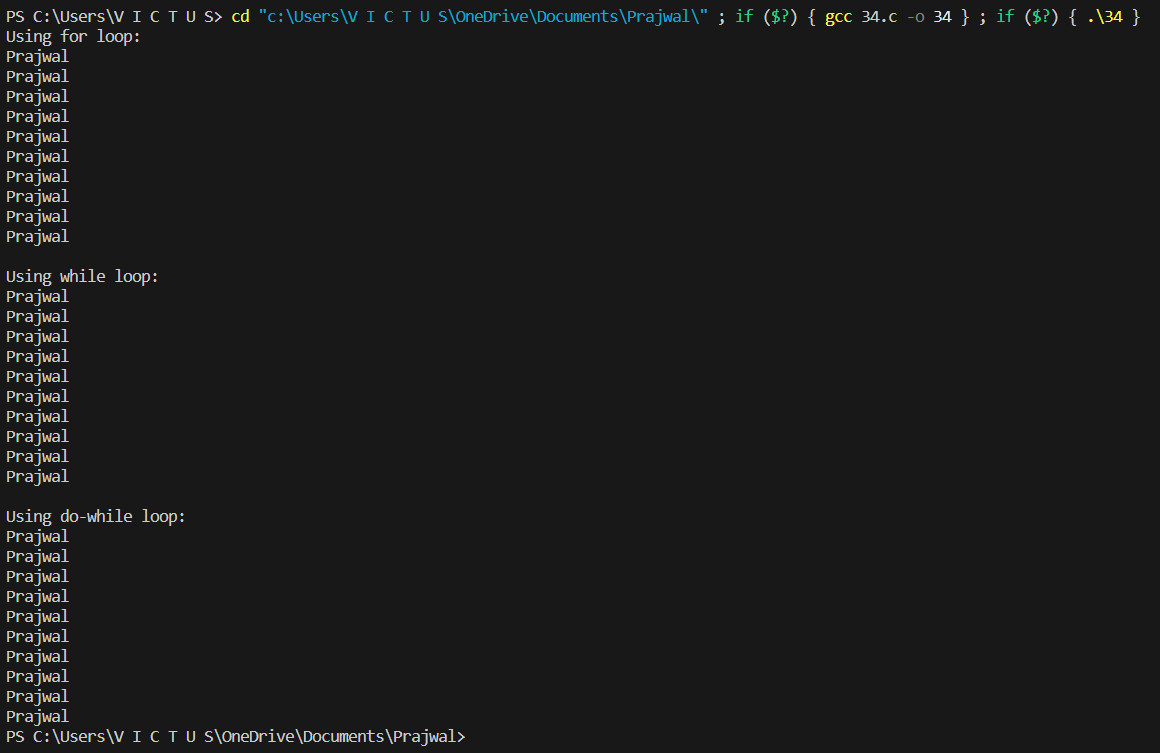 PS C:\Users\V I C T U S> cd "c:\Users\V I C T U S\OneDrive\Documents\Prajwal\" ; if ($?) { gcc 34.c -o 34 } ; if ($?) { .\34 }
Using for loop:
Prajwal
Prajwal
Prajwal
Prajwal
Prajwal
Prajwal
Prajwal
Prajwal
Prajwal
Prajwal

Using while loop:
Prajwal
Prajwal
Prajwal
Prajwal
Prajwal
Prajwal
Prajwal
Prajwal
Prajwal
Prajwal

Using do-while loop:
Prajwal
Prajwal
Prajwal
Prajwal
Prajwal
Prajwal
Prajwal
Prajwal
Prajwal
Prajwal
PS C:\Users\V I C T U S\OneDrive\Documents\Prajwal>